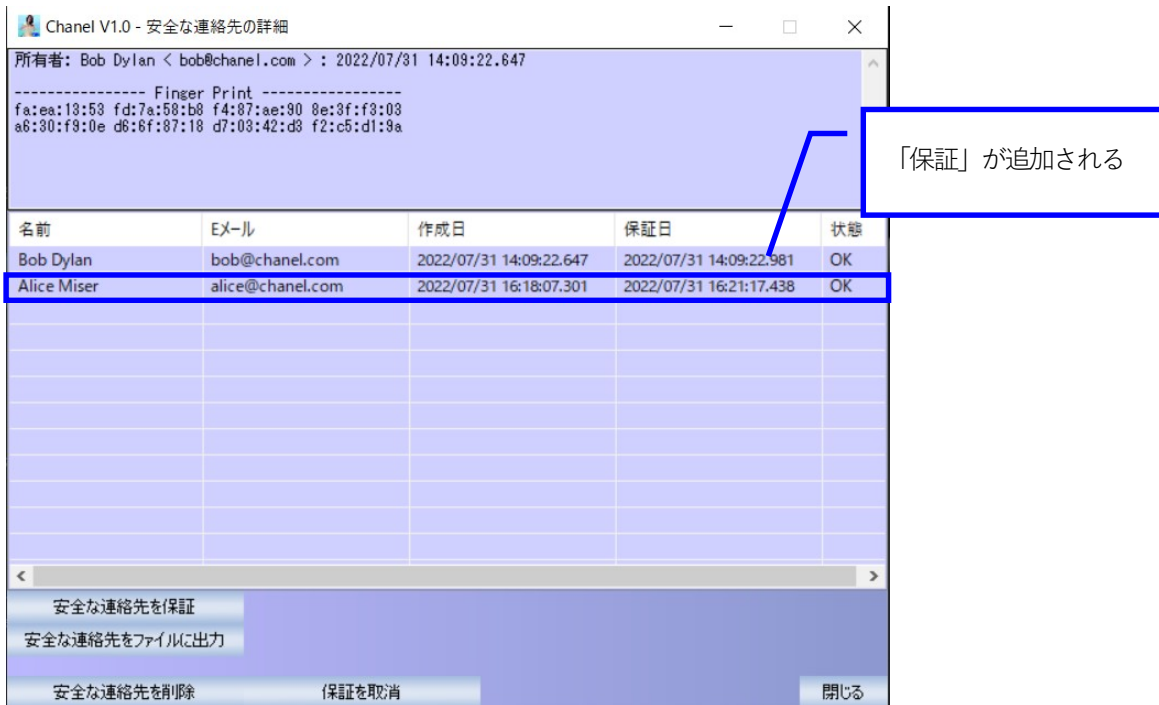 Chanel V1.0 - 安全な連絡先の詳細
所有者: Bob Dylan < bob@chanel.com > : 2022/07/31 14:09:22.647
---------------- Finger Print -----------------
fa:ea:13:53 fd:7a:58:b8 f4:87:ae:90 8e:3f:f3:03
a6:30:f9:0e d6:6f:87:18 d7:03:42:d3 f2:c5:d1:9a
「保証」が追加される
名前 Eメール 作成日 保証日 状態
Bob Dylan bob@chanel.com 2022/07/31 14:09:22.647 2022/07/31 14:09:22.981 OK
Alice Miser alice@chanel.com 2022/07/31 16:18:07.301 2022/07/31 16:21:17.438 OK
安全な連絡先を保証
安全な連絡先をファイルに出力
安全な連絡先を削除 保証を取消 閉じる